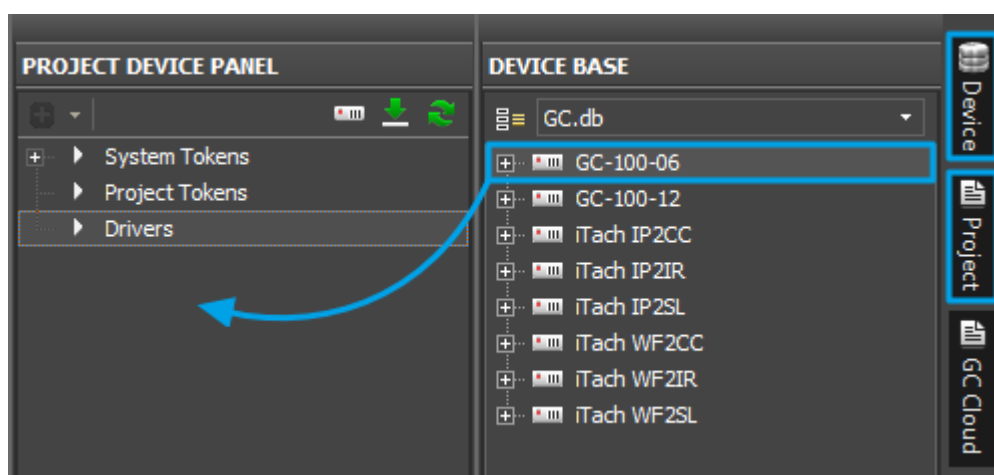 PROJECT DEVICE PANEL
System Tokens
Project Tokens
Drivers
DEVICE BASE
GC.db
GC-100-06
GC-100-12
iTach IP2CC
iTach IP2IR
iTach IP2SL
iTach WF2CC
iTach WF2IR
iTach WF2SL
Device
Project
GC Cloud